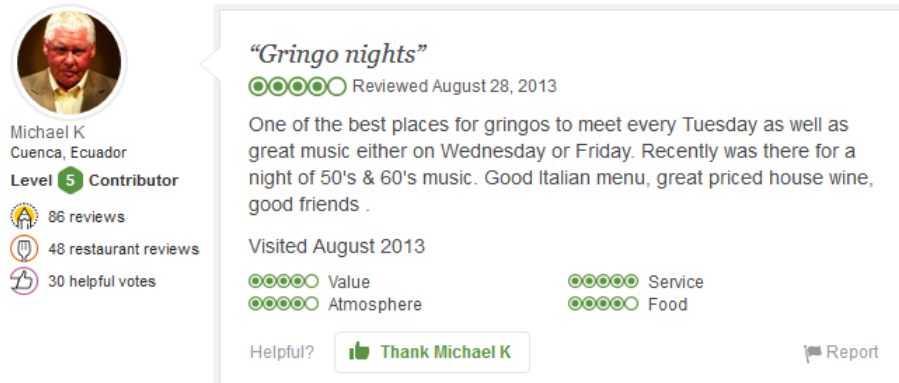 “Gringo nights”
Reviewed August 28, 2013
One of the best places for gringos to meet every Tuesday as well as
great music either on Wednesday or Friday. Recently was there for a
night of 50's & 60's music. Good Italian menu, great priced house wine,
good friends .
Visited August 2013
Value
Service
Atmosphere
Food
Helpful?
Thank Michael K
Report
Michael K
Cuenca, Ecuador
Level 5 Contributor
86 reviews
48 restaurant reviews
30 helpful votes